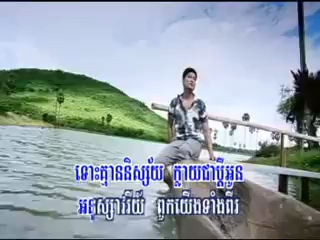 ទោះគ្មាននិស្ស័យ ក្លាយជាប្ដីអូន
អនុស្សាវរីយ៍ ពួកយើងទាំងពីរ